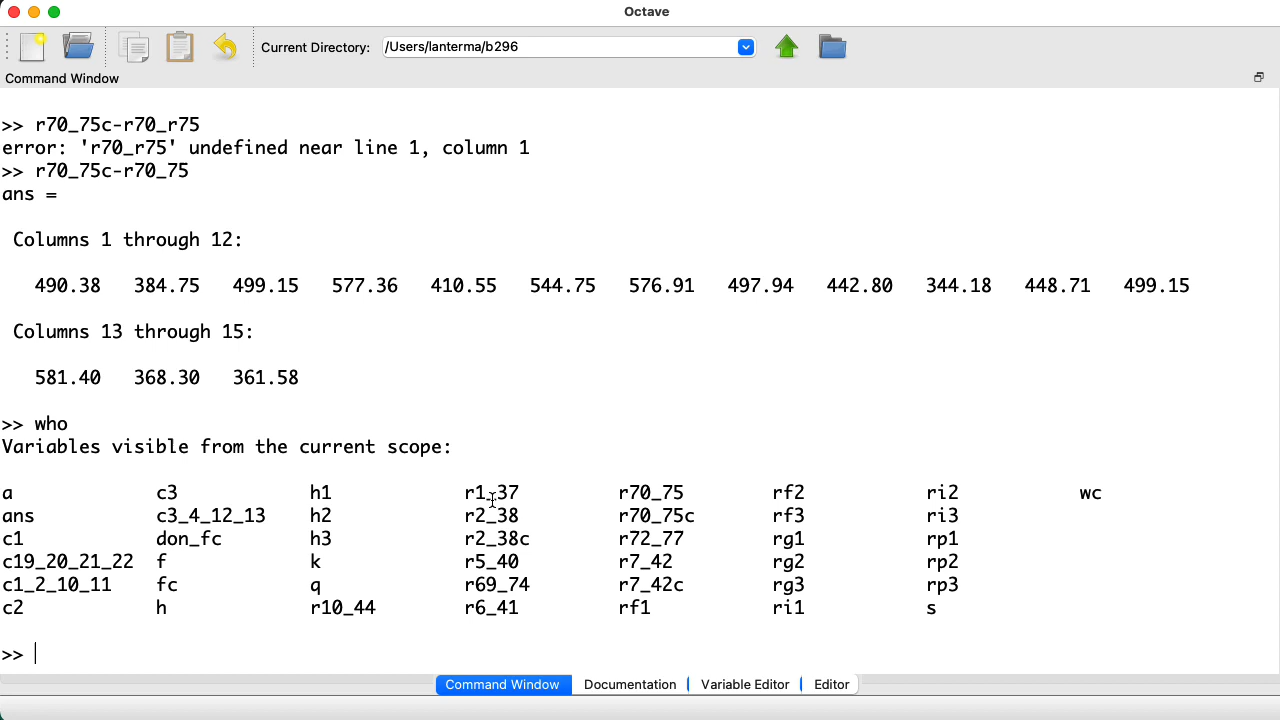 Octave
Current Directory: /Users/lanterma/b296
Command Window
>> r70_75c-r70_r75
error: 'r70_r75' undefined near line 1, column 1
>> r70_75c-r70_75
ans =
Columns 1 through 12:
490.38 384.75 499.15 577.36 410.55 544.75 576.91 497.94 442.80 344.18 448.71 499.15
Columns 13 through 15:
581.40 368.30 361.58
>> who
Variables visible from the current scope:
a c3 h1 r1_37 r70_75 rf2 ri2 wc
ans c3_4_12_13 h2 r2_38 r70_75c rf3 ri3
c1 don_fc h3 r2_38c r72_77 rg1 rp1
c19_20_21_22 f k r5_40 r7_42 rg2 rp2
c1_2_10_11 fc q r69_74 r7_42c rg3 rp3
c2 h r10_44 r6_41 rf1 ri1 s
>>
Command Window Documentation Variable Editor Editor